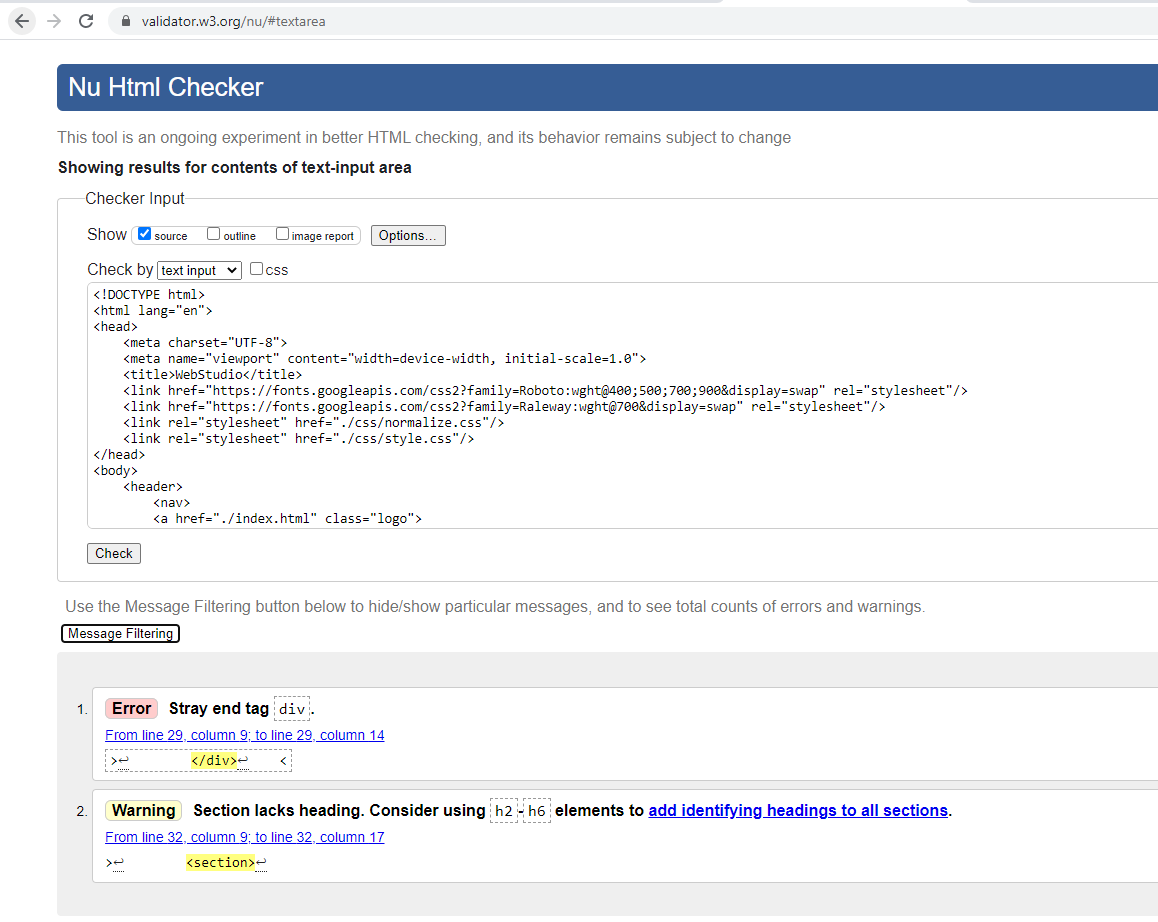 validator.w3.org/nu/#textarea
Nu Html Checker
This tool is an ongoing experiment in better HTML checking, and its behavior remains subject to change
Showing results for contents of text-input area
Checker Input
Show source outline image report Options...
Check by text input css
<!DOCTYPE html>
<html lang="en">
<head>
    <meta charset="UTF-8">
    <meta name="viewport" content="width=device-width, initial-scale=1.0">
    <title>WebStudio</title>
    <link href="https://fonts.googleapis.com/css2?family=Roboto:wght@400;500;700;900&display=swap" rel="stylesheet"/>
    <link href="https://fonts.googleapis.com/css2?family=Raleway:wght@700&display=swap" rel="stylesheet"/>
    <link rel="stylesheet" href="./css/normalize.css"/>
    <link rel="stylesheet" href="./css/style.css"/>
</head>
<body>
    <header>
        <nav>
        <a href="./index.html" class="logo">
Check
Use the Message Filtering button below to hide/show particular messages, and to see total counts of errors and warnings.
Message Filtering
1. Error Stray end tag div.
From line 29, column 9; to line 29, column 14
>↩        </div>↩    <
2. Warning Section lacks heading. Consider using h2-h6 elements to add identifying headings to all sections.
From line 32, column 9; to line 32, column 17
>↩        <section>↩